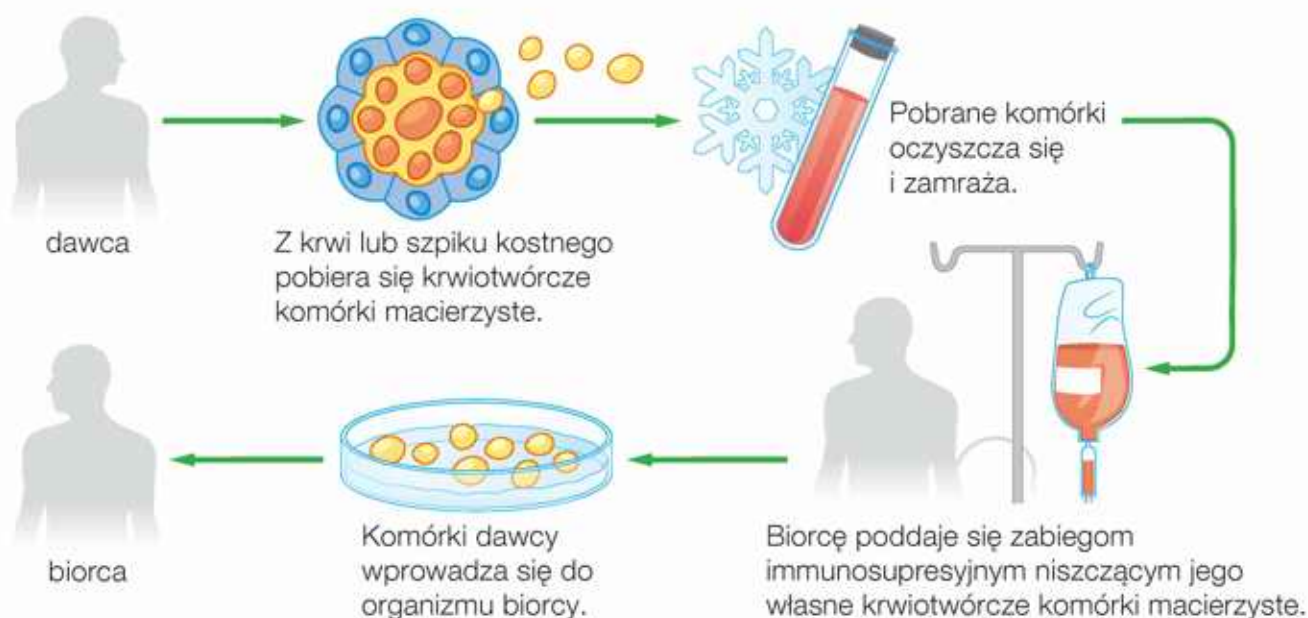 dawca
Z krwi lub szpiku kostnego
pobiera się krwiotwórcze
komórki macierzyste.
Pobrane komórki
oczyszcza się
i zamraża.
Biorcę poddaje się zabiegom
immunosupresyjnym niszczącym jego
własne krwiotwórcze komórki macierzyste.
Komórki dawcy
wprowadza się do
organizmu biorcy.
biorca